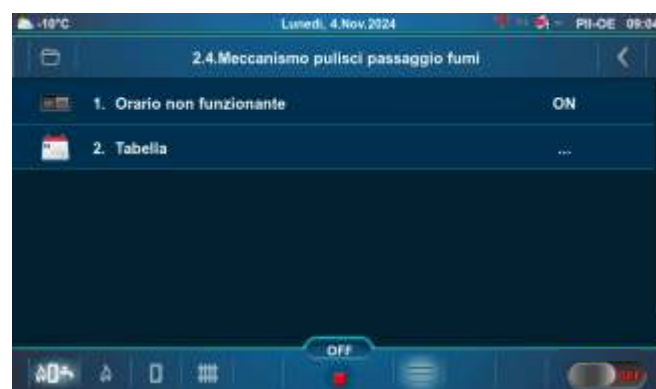 -10°C Lunedì, 4.Nov.2024 PII-OE 09:04
2.4.Meccanismo pulisci passaggio fumi
1. Orario non funzionante ON
2. Tabella ...
OFF
OFF